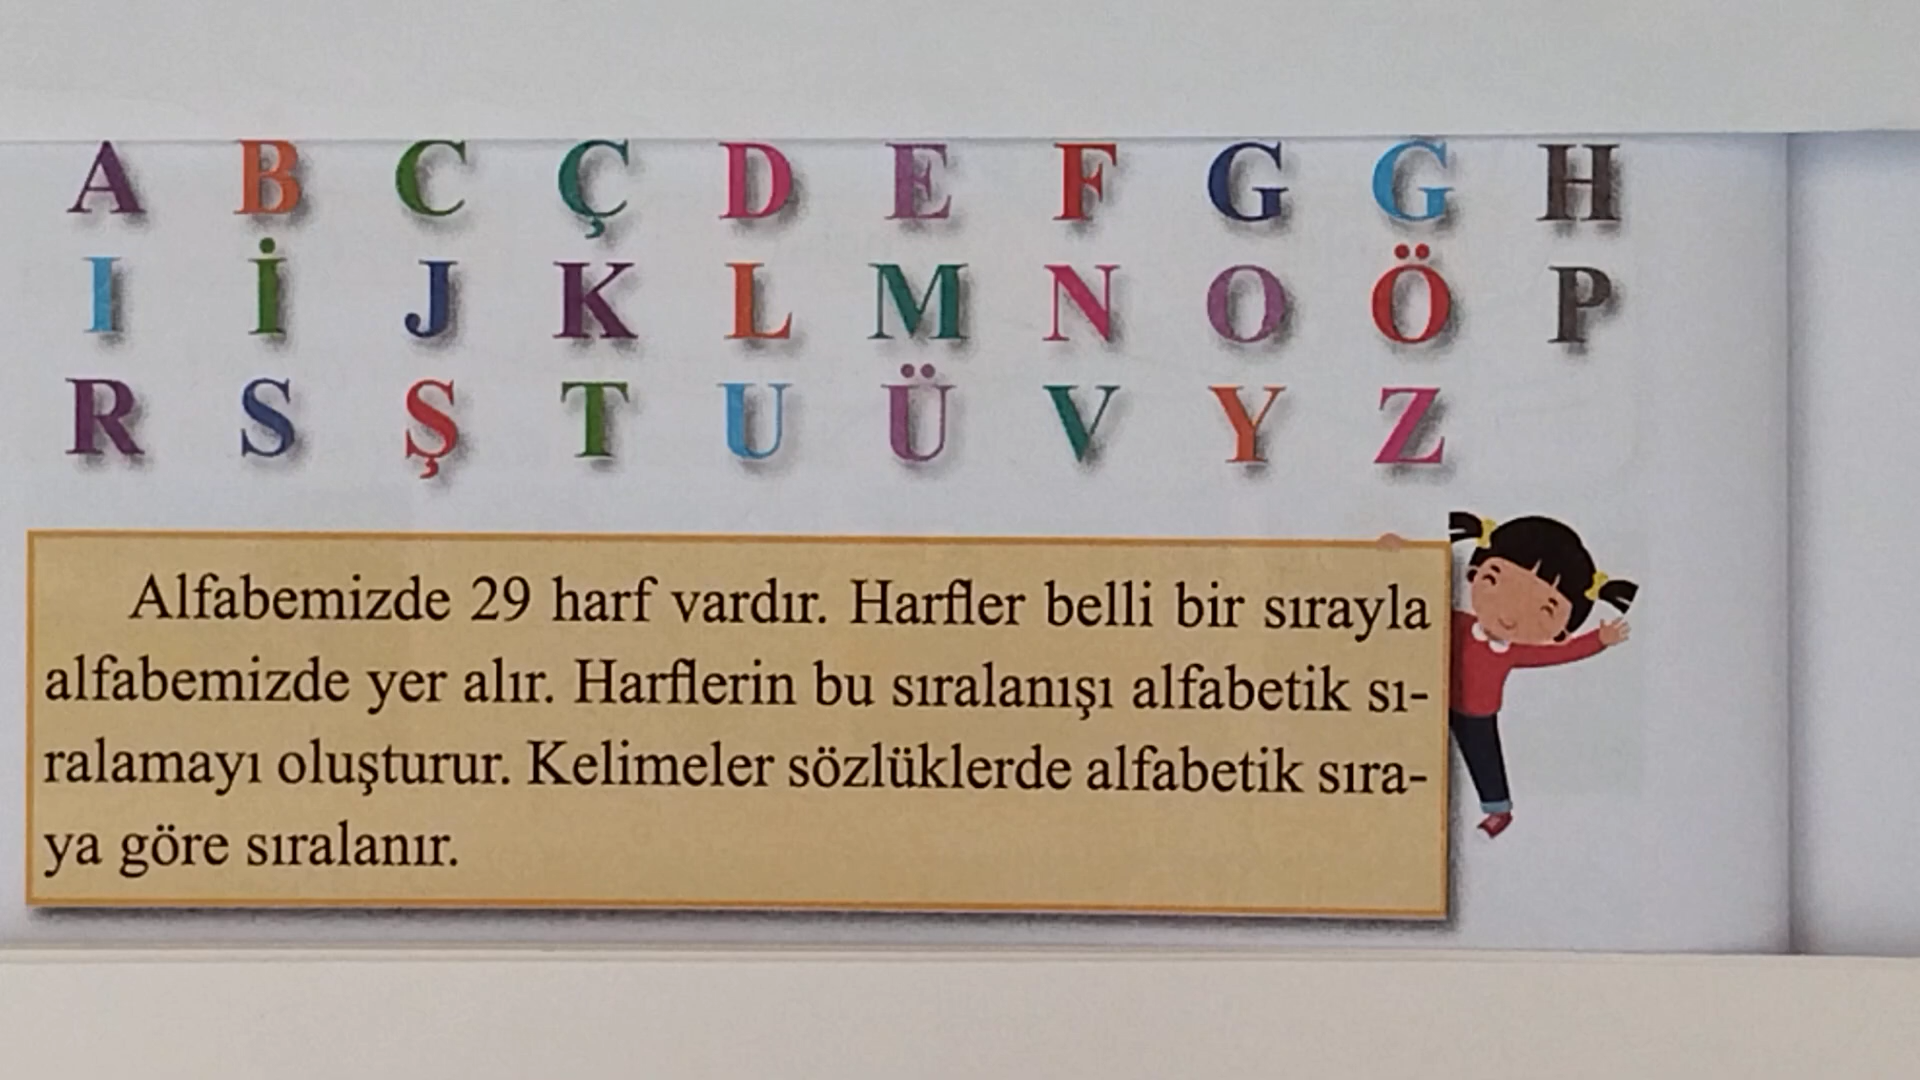 A B C Ç D E F G G H
I İ J K L M N O Ö P
R S Ş T U Ü V Y Z
Alfabemizde 29 harf vardır. Harfler belli bir sırayla
alfabemizde yer alır. Harflerin bu sıralanışı alfabetik sı-
ralamayı oluşturur. Kelimeler sözlüklerde alfabetik sıra-
ya göre sıralanır.